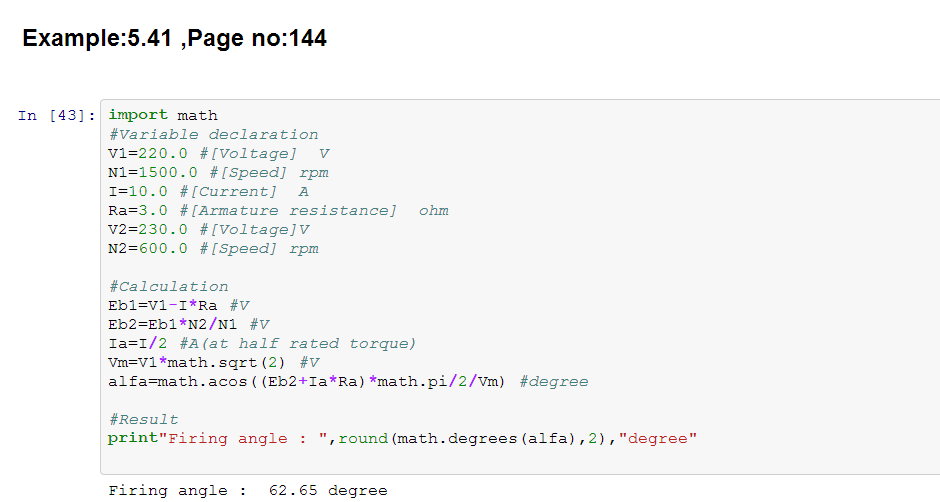 Example:5.41 ,Page no:144
In [43]: import math
#Variable declaration
V1=220.0 #[Voltage]  V
N1=1500.0 #[Speed] rpm
I=10.0 #[Current]  A
Ra=3.0 #[Armature resistance]  ohm
V2=230.0 #[Voltage]V
N2=600.0 #[Speed] rpm
#Calculation
Eb1=V1-I*Ra #V
Eb2=Eb1*N2/N1 #V
Ia=I/2 #A(at half rated torque)
Vm=V1*math.sqrt(2) #V
alfa=math.acos((Eb2+Ia*Ra)*math.pi/2/Vm) #degree
#Result
print"Firing angle : ",round(math.degrees(alfa),2),"degree"
Firing angle :  62.65 degree